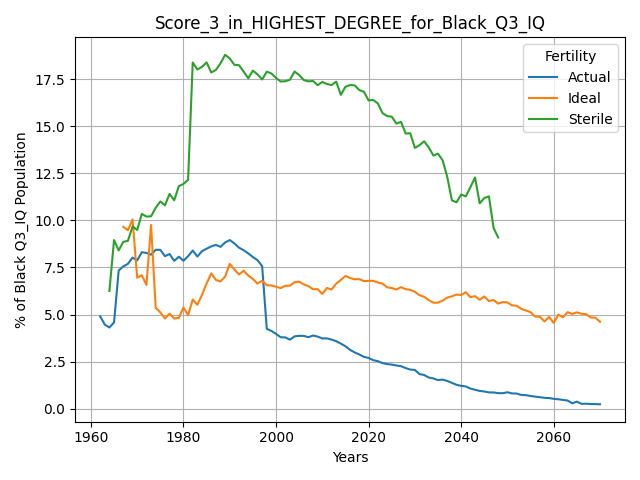 Score_3_in_HIGHEST_DEGREE_for_Black_Q3_IQ
% of Black Q3_IQ Population
17.5
15.0
12.5
10.0
7.5
5.0
2.5
0.0
Fertility
Actual
Ideal
Sterile
1960
1980
2000
2020
2040
2060
Years